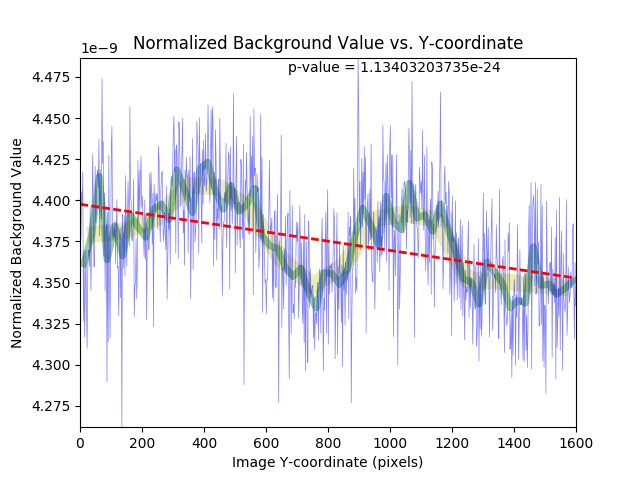 Normalized Background Value vs. Y-coordinate
1e−9
p-value = 1.13403203735e-24
4.475
4.450
4.425
4.400
4.375
4.350
4.325
4.300
4.275
Normalized Background Value
0 200 400 600 800 1000 1200 1400 1600
Image Y-coordinate (pixels)